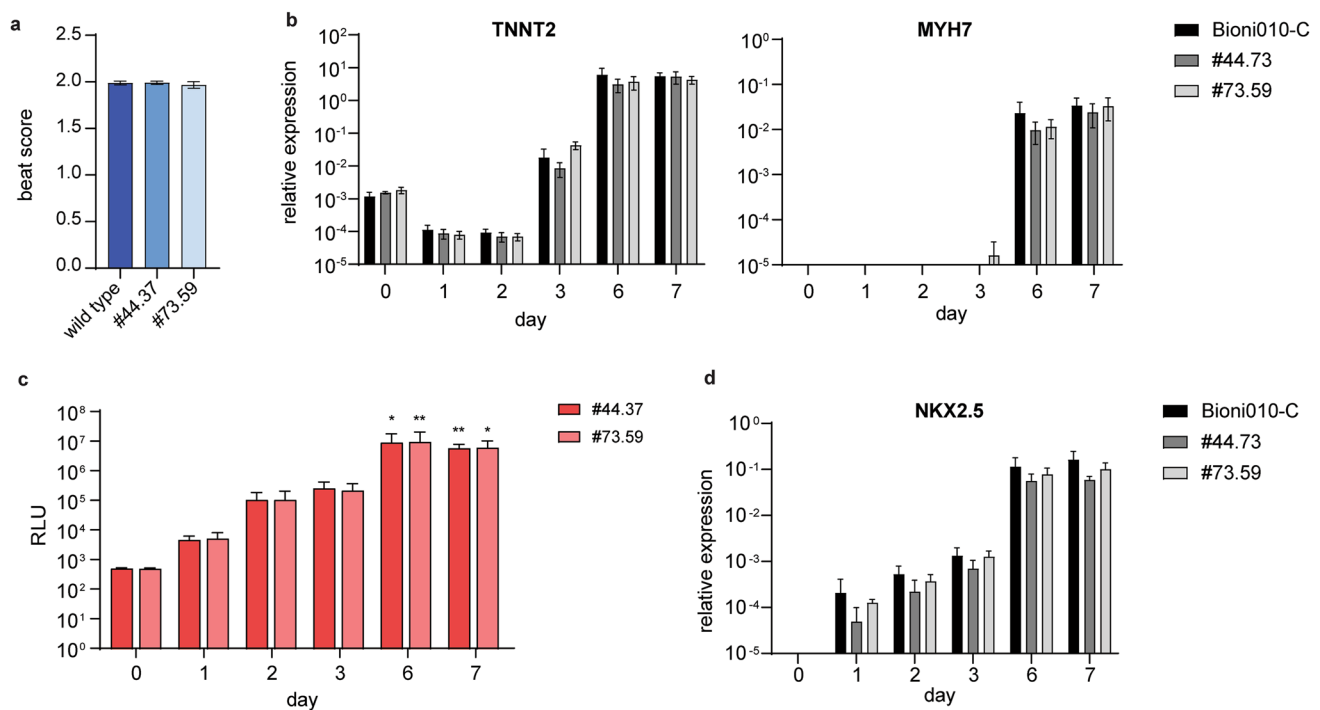 a
2.5
2.0
1.5
1.0
0.5
0.0
beat score
wild type
#44.37
#73.59
b
TNNT2
10²
10¹
10⁰
10⁻¹
10⁻²
10⁻³
10⁻⁴
10⁻⁵
relative expression
0 1 2 3 6 7
day
MYH7
10⁰
10⁻¹
10⁻²
10⁻³
10⁻⁴
10⁻⁵
0 1 2 3 6 7
day
Bioni010-C
#44.73
#73.59
c
10⁸
10⁷
10⁶
10⁵
10⁴
10³
10²
10¹
10⁰
RLU
* ** ** *
0 1 2 3 6 7
day
#44.37
#73.59
d
NKX2.5
10⁰
10⁻¹
10⁻²
10⁻³
10⁻⁴
10⁻⁵
relative expression
0 1 2 3 6 7
day
Bioni010-C
#44.73
#73.59